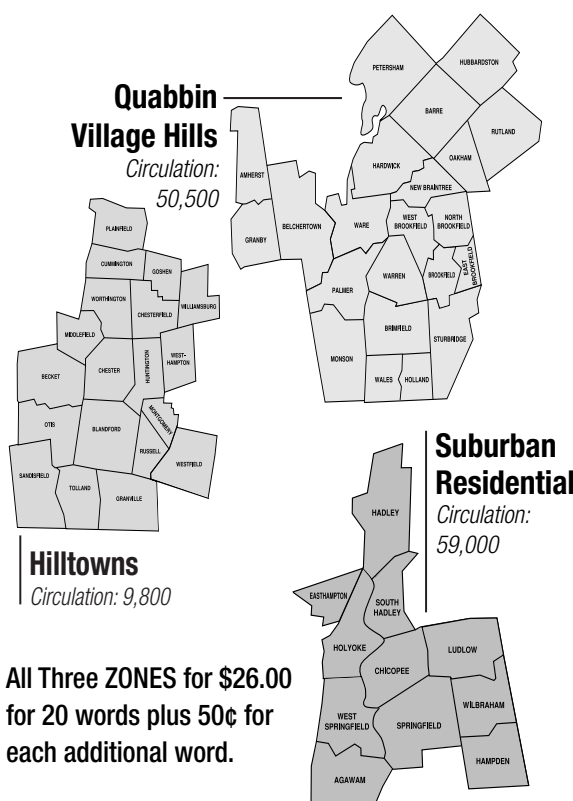 Quabbin
Village Hills
Circulation:
50,500
PETERSHAM
HUBBARDSTON
BARRE
RUTLAND
OAKHAM
HARDWICK
NEW BRAINTREE
AMHERST
GRANBY
BELCHERTOWN
WARE
WEST
BROOKFIELD
NORTH
BROOKFIELD
EAST
BROOKFIELD
BROOKFIELD
WARREN
PALMER
BRIMFIELD
STURBRIDGE
MONSON
WALES
HOLLAND
PLAINFIELD
CUMMINGTON
GOSHEN
WORTHINGTON
CHESTERFIELD
WILLIAMSBURG
MIDDLEFIELD
WEST-
HAMPTON
HUNTINGTON
CHESTER
BECKET
MONTGOMERY
OTIS
BLANDFORD
RUSSELL
WESTFIELD
SANDISFIELD
TOLLAND
GRANVILLE
Hilltowns
Circulation: 9,800
Suburban
Residential
Circulation:
59,000
HADLEY
EASTHAMPTON
SOUTH
HADLEY
HOLYOKE
CHICOPEE
LUDLOW
WEST
SPRINGFIELD
SPRINGFIELD
WILBRAHAM
HAMPDEN
AGAWAM
All Three ZONES for $26.00
for 20 words plus 50¢ for
each additional word.